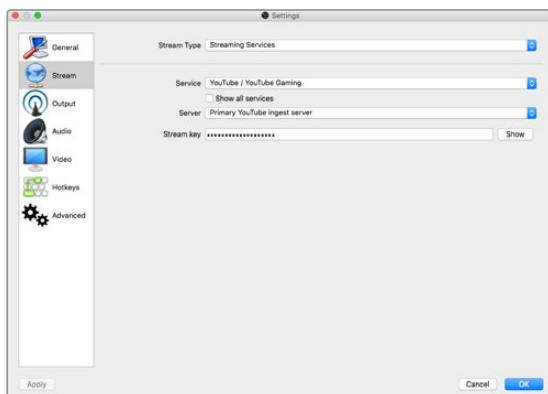 Settings
General
Stream
Output
Audio
Video
Hotkeys
Advanced
Stream Type Streaming Services
Service YouTube / YouTube Gaming
Show all services
Server Primary YouTube ingest server
Stream key •••••••••••••••••••• Show
Apply Cancel OK